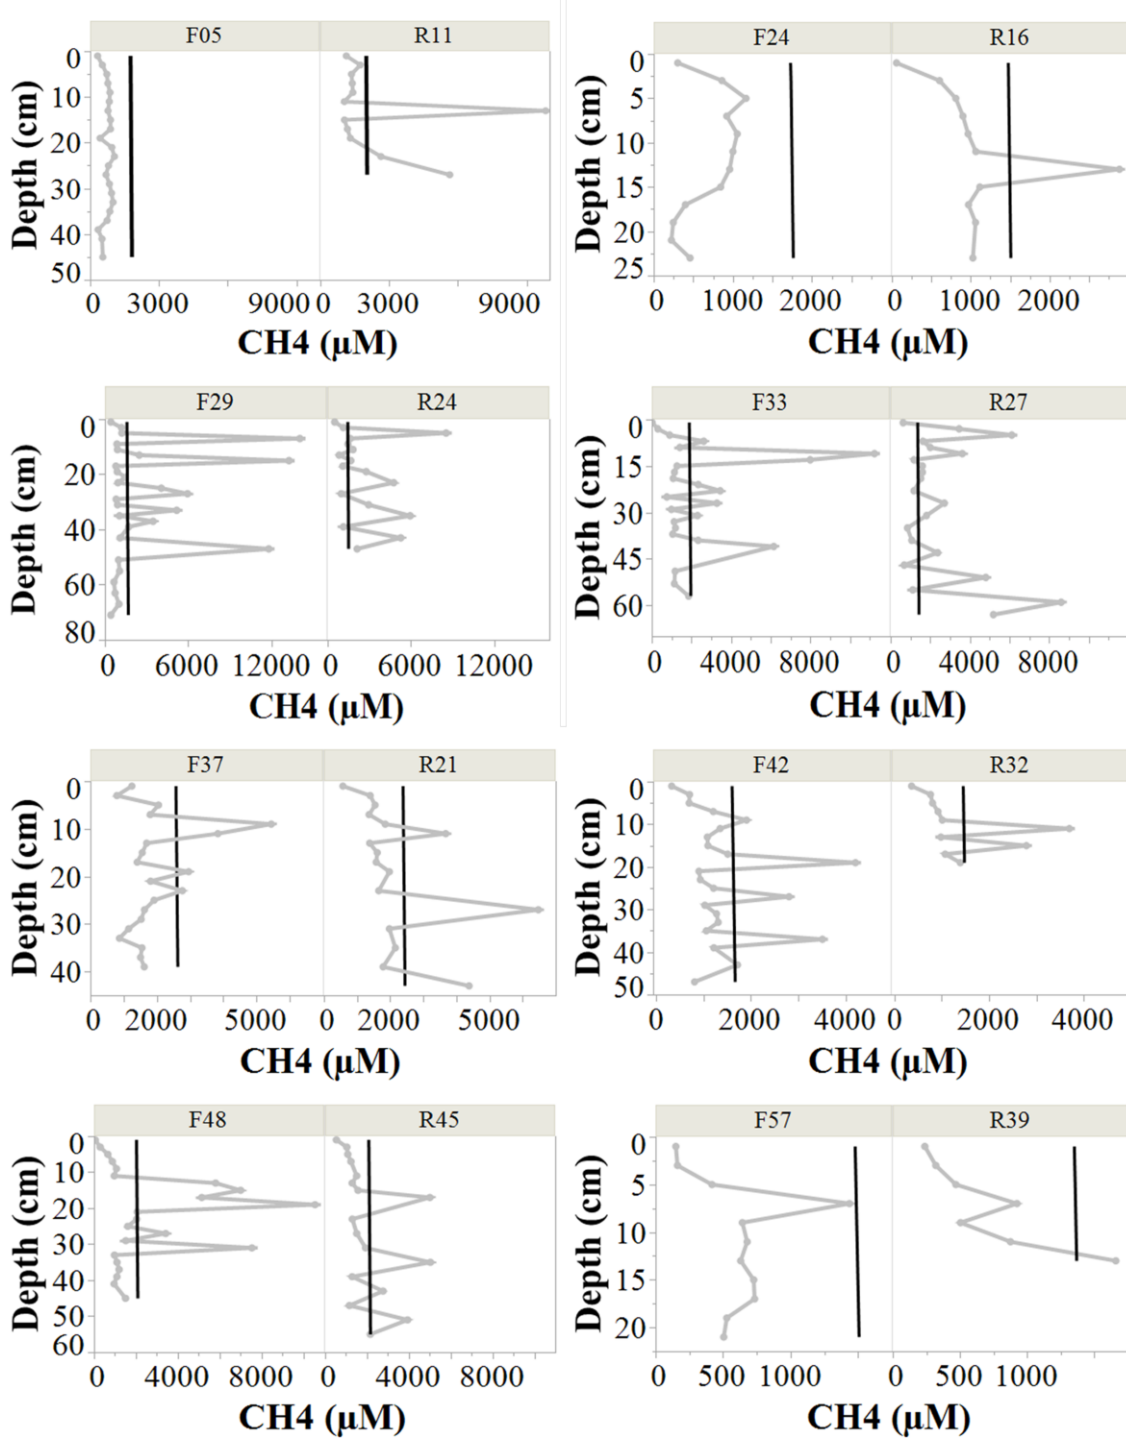 F05 R11
Depth (cm)
0
10
20
30
40
50
0 3000 9000 0 3000 9000
CH4 (μM)
F24 R16
Depth (cm)
0
5
10
15
20
25
0 1000 2000 0 1000 2000
CH4 (μM)
F29 R24
Depth (cm)
0
20
40
60
80
0 6000 12000 0 6000 12000
CH4 (μM)
F33 R27
Depth (cm)
0
15
30
45
60
0 4000 8000 0 4000 8000
CH4 (μM)
F37 R21
Depth (cm)
0
10
20
30
40
0 2000 5000 0 2000 5000
CH4 (μM)
F42 R32
Depth (cm)
0
10
20
30
40
50
0 2000 4000 0 2000 4000
CH4 (μM)
F48 R45
Depth (cm)
0
10
20
30
40
50
60
0 4000 8000 0 4000 8000
CH4 (μM)
F57 R39
Depth (cm)
0
5
10
15
20
0 500 1000 0 500 1000
CH4 (μM)